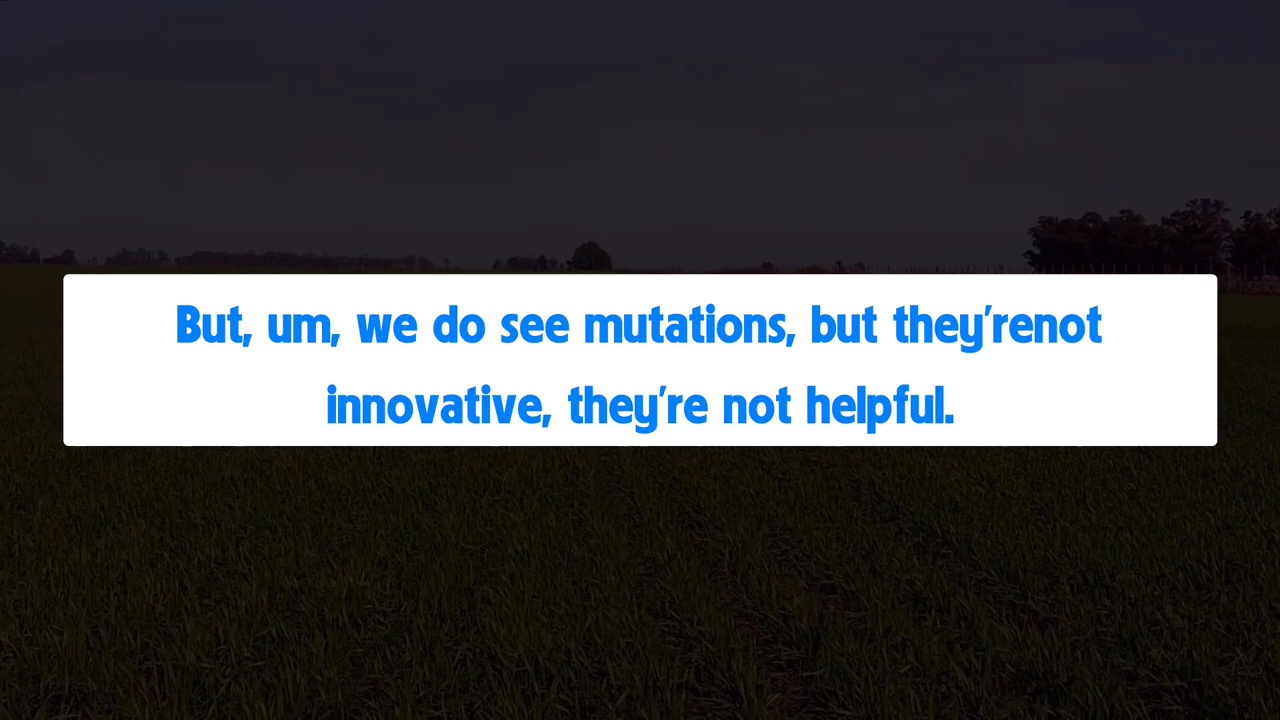 But, um, we do see mutations, but they’renot
innovative, they’re not helpful.